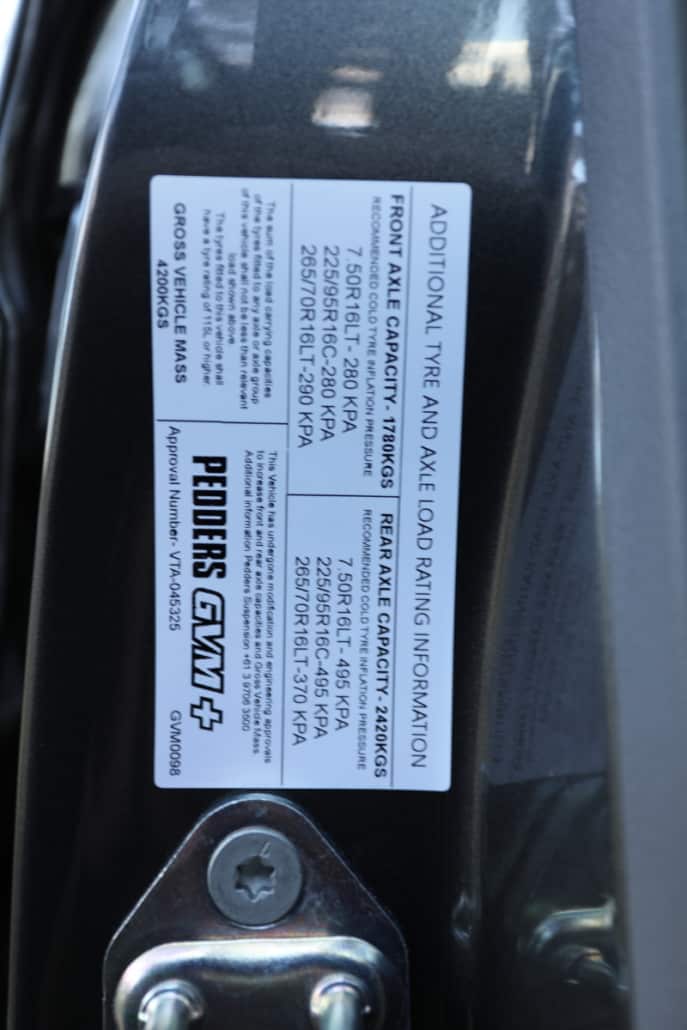 ADDITIONAL TYRE AND AXLE LOAD RATING INFORMATION
FRONT AXLE CAPACITY- 1780KGS
RECOMMENDED COLD TYRE INFLATION PRESSURE
7.50R16LT- 280 KPA
225/95R16C-280 KPA
265/70R16LT-290 KPA
REAR AXLE CAPACITY- 2420KGS
RECOMMENDED COLD TYRE INFLATION PRESSURE
7.50R16LT- 495 KPA
225/95R16C-495 KPA
265/70R16LT-370 KPA
The sum of the load carrying capacities
of the tyres fitted to any axle or axle group
of this vehicle shall not be less than relevant
load shown above.
The tyres fitted to this vehicle shall
have a tyre rating of 115L or higher.
GROSS VEHICLE MASS
4200KGS
This Vehicle has undergone modification and engineering approvals
to increase front and rear axle capacities and Gross Vehicle Mass.
Additional information Pedders Suspension +61 3 9706 3500
PEDDERS GVM+
Approval Number- VTA-045325 GVM0098